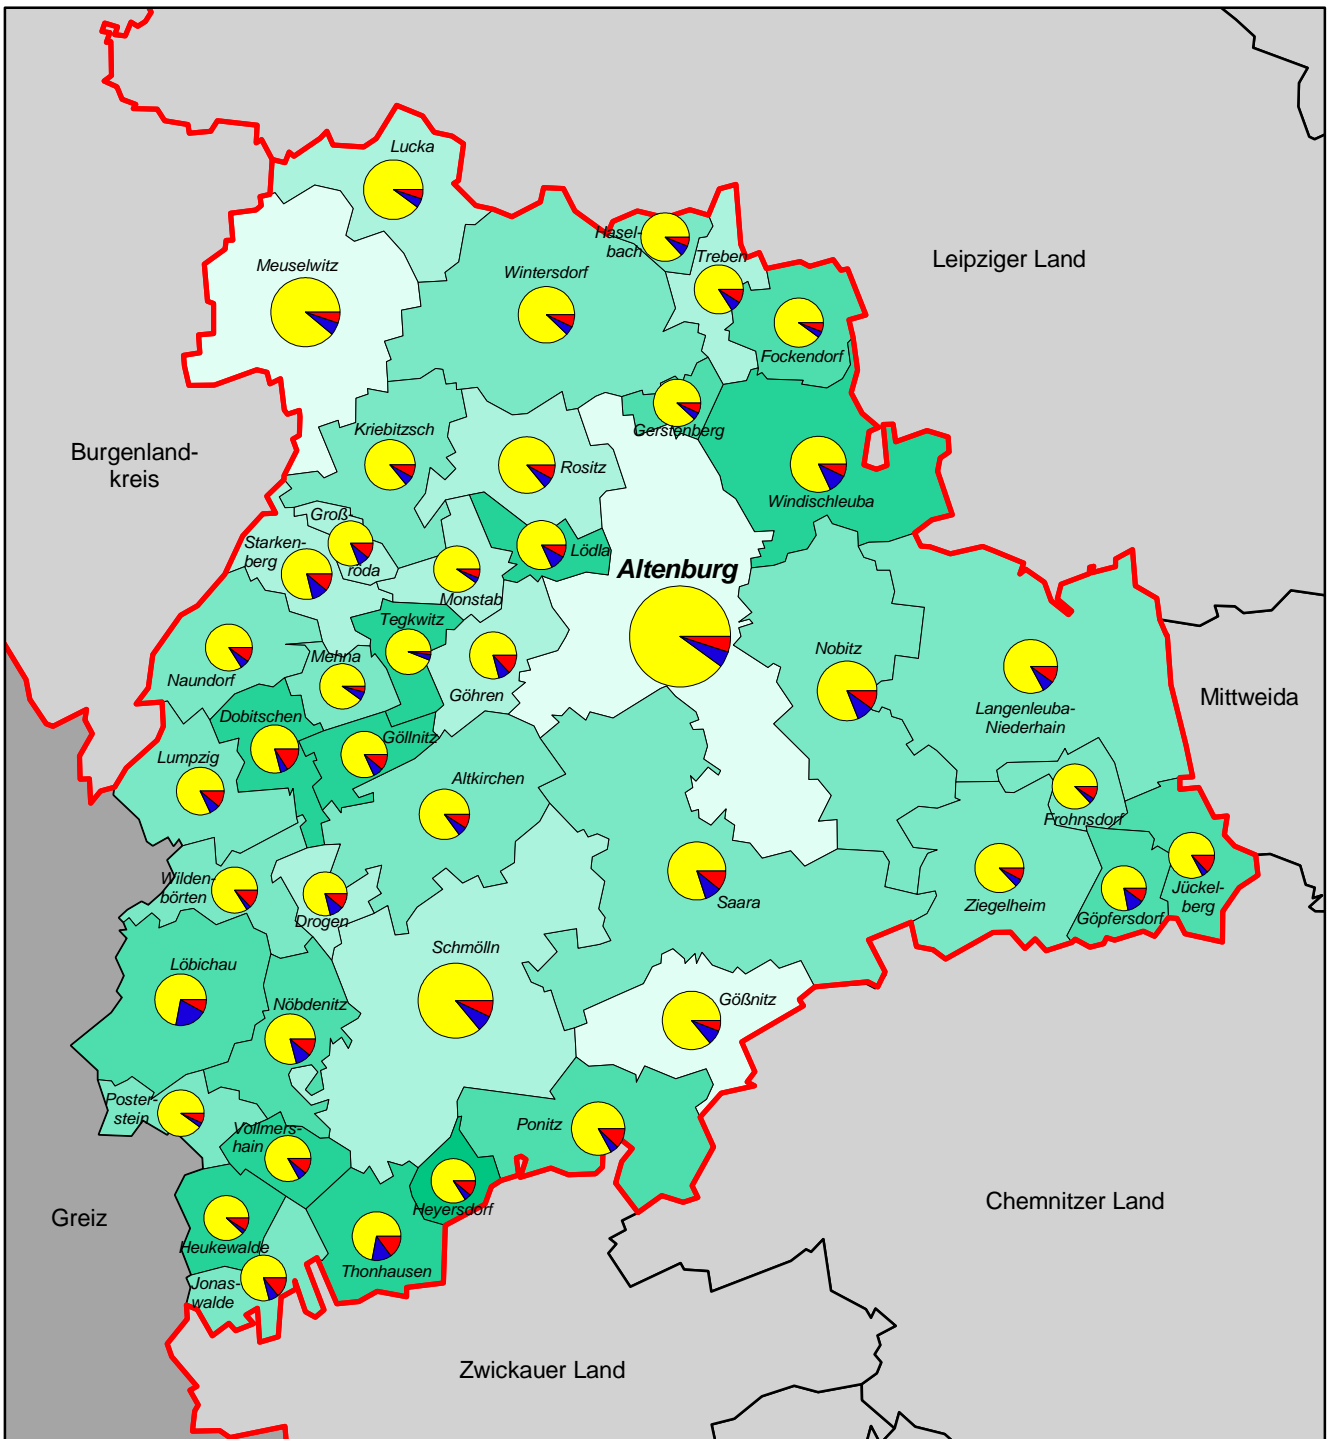 Lucka
Hasel-
bach
Treben
Leipziger Land
Meuselwitz
Wintersdorf
Fockendorf
Gerstenberg
Kriebitzsch
Burgenland-
kreis
Rositz
Windischleuba
Groß-
röda
Starken-
berg
Lödla
Altenburg
Monstab
Tegkwitz
Mehna
Nobitz
Naundorf
Göhren
Langenleuba-
Niederhain
Mittweida
Dobitschen
Göllnitz
Lumpzig
Altkirchen
Frohnsdorf
Wilden-
börten
Drogen
Saara
Ziegelheim
Göpfersdorf
Jückel-
berg
Schmölln
Löbichau
Nöbdenitz
Gößnitz
Poster-
stein
Vollmers-
hain
Ponitz
Chemnitzer Land
Heyersdorf
Greiz
Heukewalde
Thonhausen
Jonas-
walde
Zwickauer Land